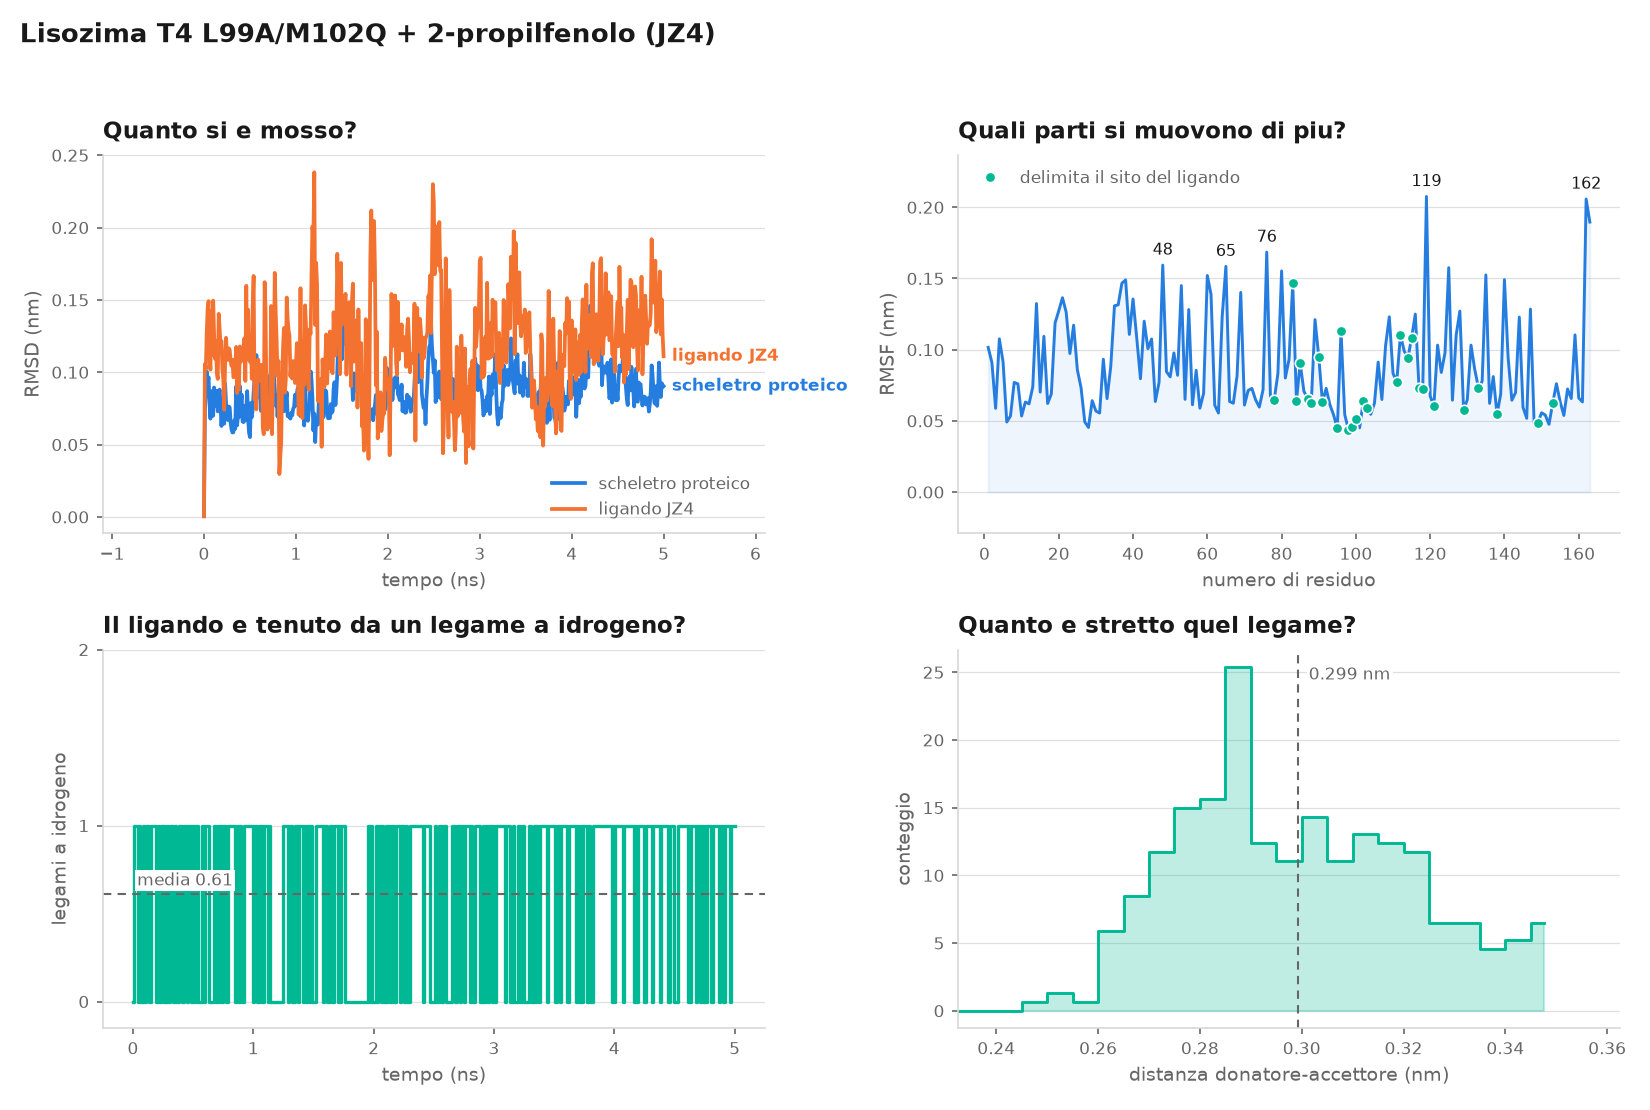 Lisozima T4 L99A/M102Q + 2-propilfenolo (JZ4)
Quanto si e mosso?
0.25
0.20
0.15
0.10
0.05
0.00
RMSD (nm)
ligando JZ4
scheletro proteico
scheletro proteico
ligando JZ4
−1 0 1 2 3 4 5 6
tempo (ns)
Quali parti si muovono di piu?
delimita il sito del ligando
0.20
0.15
0.10
0.05
0.00
RMSF (nm)
48 65 76 119 162
0 20 40 60 80 100 120 140 160
numero di residuo
Il ligando e tenuto da un legame a idrogeno?
2
1
0
legami a idrogeno
media 0.61
0 1 2 3 4 5
tempo (ns)
Quanto e stretto quel legame?
25
20
15
10
5
0
conteggio
0.299 nm
0.24 0.26 0.28 0.30 0.32 0.34 0.36
distanza donatore-accettore (nm)